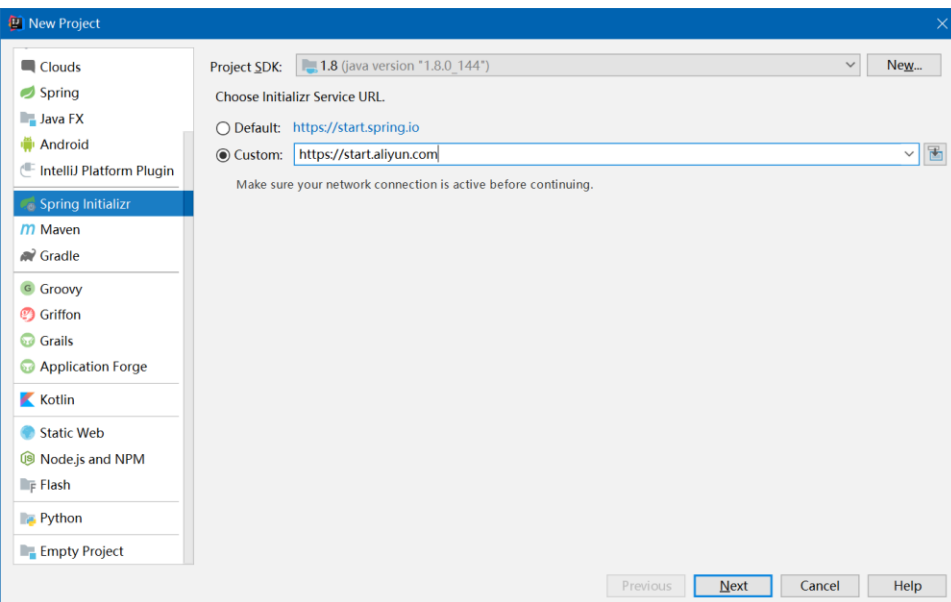 New Project
Clouds
Spring
Java FX
Android
IntelliJ Platform Plugin
Spring Initializr
Maven
Gradle
Groovy
Griffon
Grails
Application Forge
Kotlin
Static Web
Node.js and NPM
Flash
Python
Empty Project
Project SDK: 1.8 (java version "1.8.0_144") New...
Choose Initializr Service URL.
Default: https://start.spring.io
Custom: https://start.aliyun.com
Make sure your network connection is active before continuing.
Previous Next Cancel Help